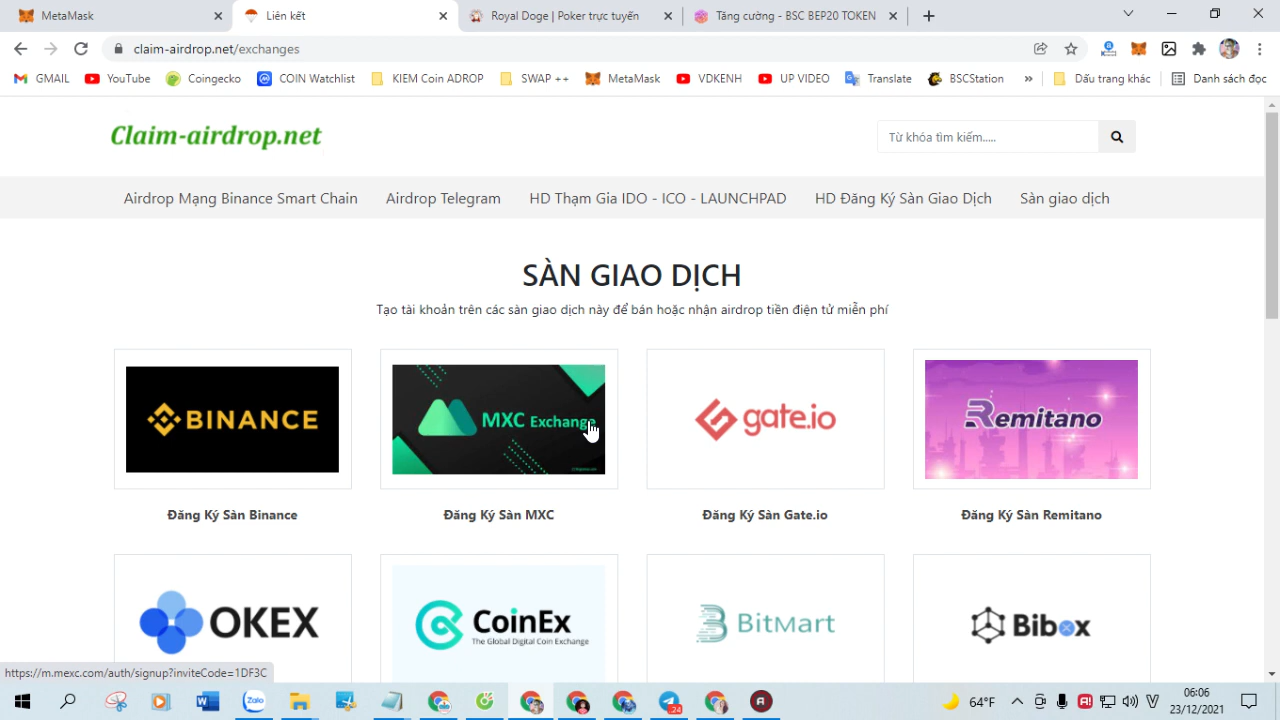 MetaMask
Liên kết
Royal Doge | Poker trực tuyến
Tăng cường - BSC BEP20 TOKEN
claim-airdrop.net/exchanges
GMAIL
YouTube
Coingecko
COIN Watchlist
KIEM Coin ADROP
SWAP ++
MetaMask
VDKENH
UP VIDEO
Translate
BSCStation
»
Dấu trang khác
Danh sách đọc
Claim-airdrop.net
Từ khóa tìm kiếm.....
Airdrop Mạng Binance Smart Chain
Airdrop Telegram
HD Thạm Gia IDO - ICO - LAUNCHPAD
HD Đăng Ký Sàn Giao Dịch
Sàn giao dịch
SÀN GIAO DỊCH
Tạo tài khoản trên các sàn giao dịch này để bán hoặc nhận airdrop tiền điện tử miễn phí
BINANCE
MXC Exchange
gate.io
Remitano
Đăng Ký Sàn Binance
Đăng Ký Sàn MXC
Đăng Ký Sàn Gate.io
Đăng Ký Sàn Remitano
OKEX
CoinEx
The Global Digital Coin Exchange
BitMart
Bibox
https://m.mexc.com/auth/signup?inviteCode=1DF3C
Zalo
24
64°F
06:06
23/12/2021